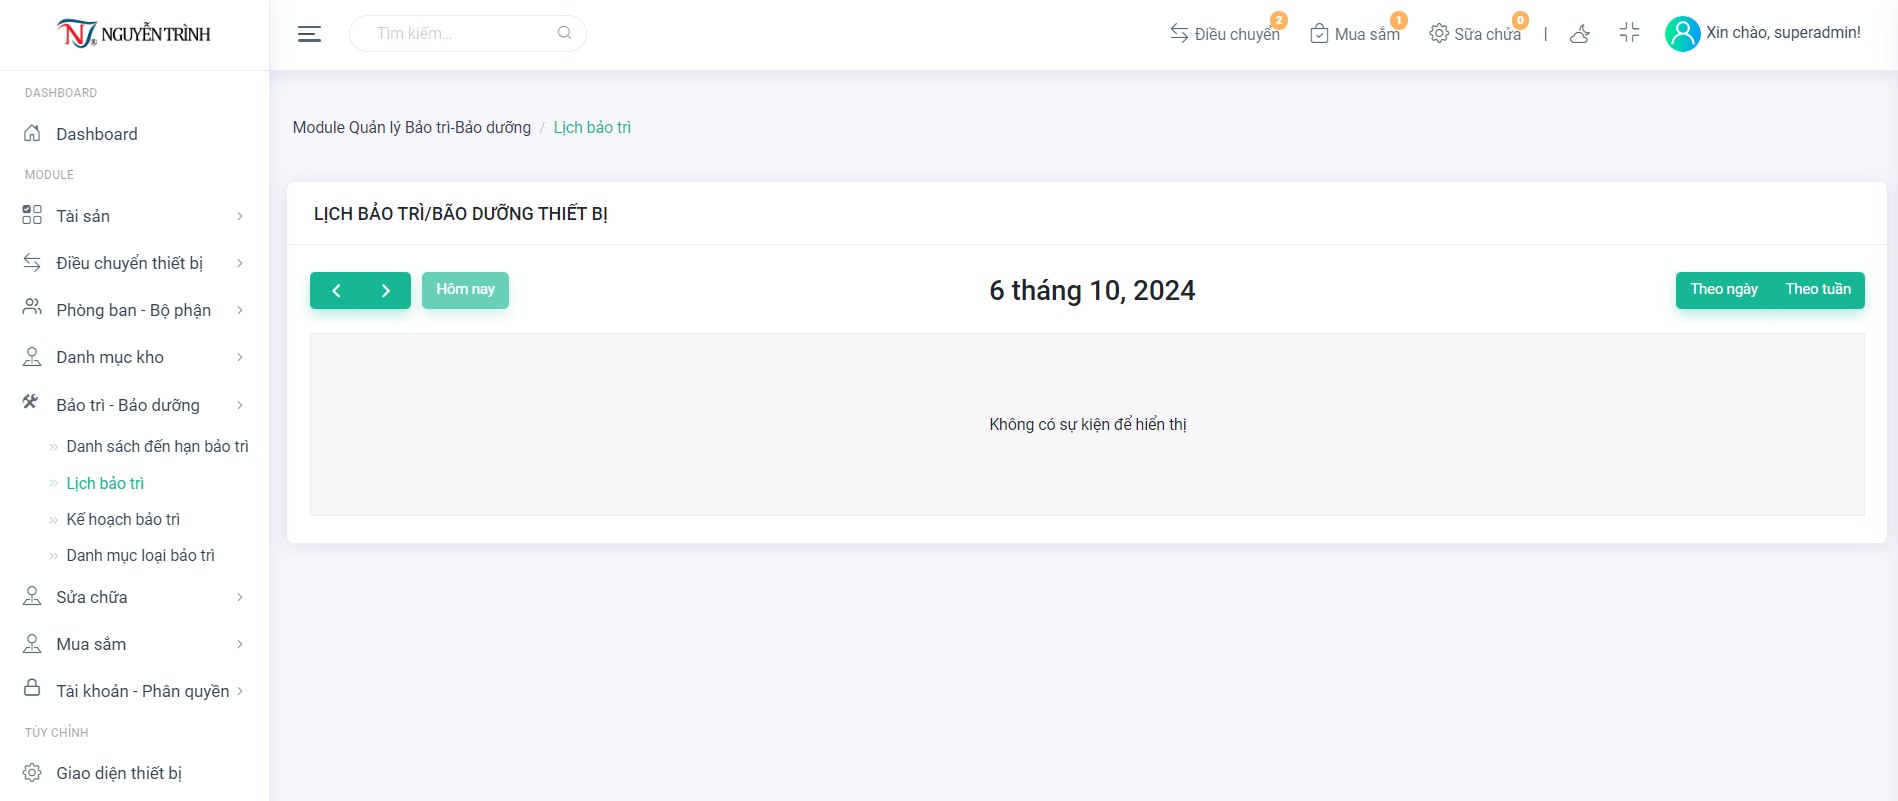 NGUYỄN TRÌNH
Tìm kiếm...
Điều chuyển 2
Mua sắm 1
Sữa chửa 0
Xin chào, superadmin!
DASHBOARD
Dashboard
MODULE
Tài sản
Điều chuyển thiết bị
Phòng ban - Bộ phận
Danh mục kho
Bảo trì - Bảo dưỡng
Danh sách đến hạn bảo trì
Lịch bảo trì
Kế hoạch bảo trì
Danh mục loại bảo trì
Sửa chữa
Mua sắm
Tài khoản - Phân quyền
TÙY CHỈNH
Giao diện thiết bị
Module Quản lý Bảo trì-Bảo dưỡng / Lịch bảo trì
LỊCH BẢO TRÌ/BÃO DƯỠNG THIẾT BỊ
Hôm nay
6 tháng 10, 2024
Theo ngày
Theo tuần
Không có sự kiện để hiển thị